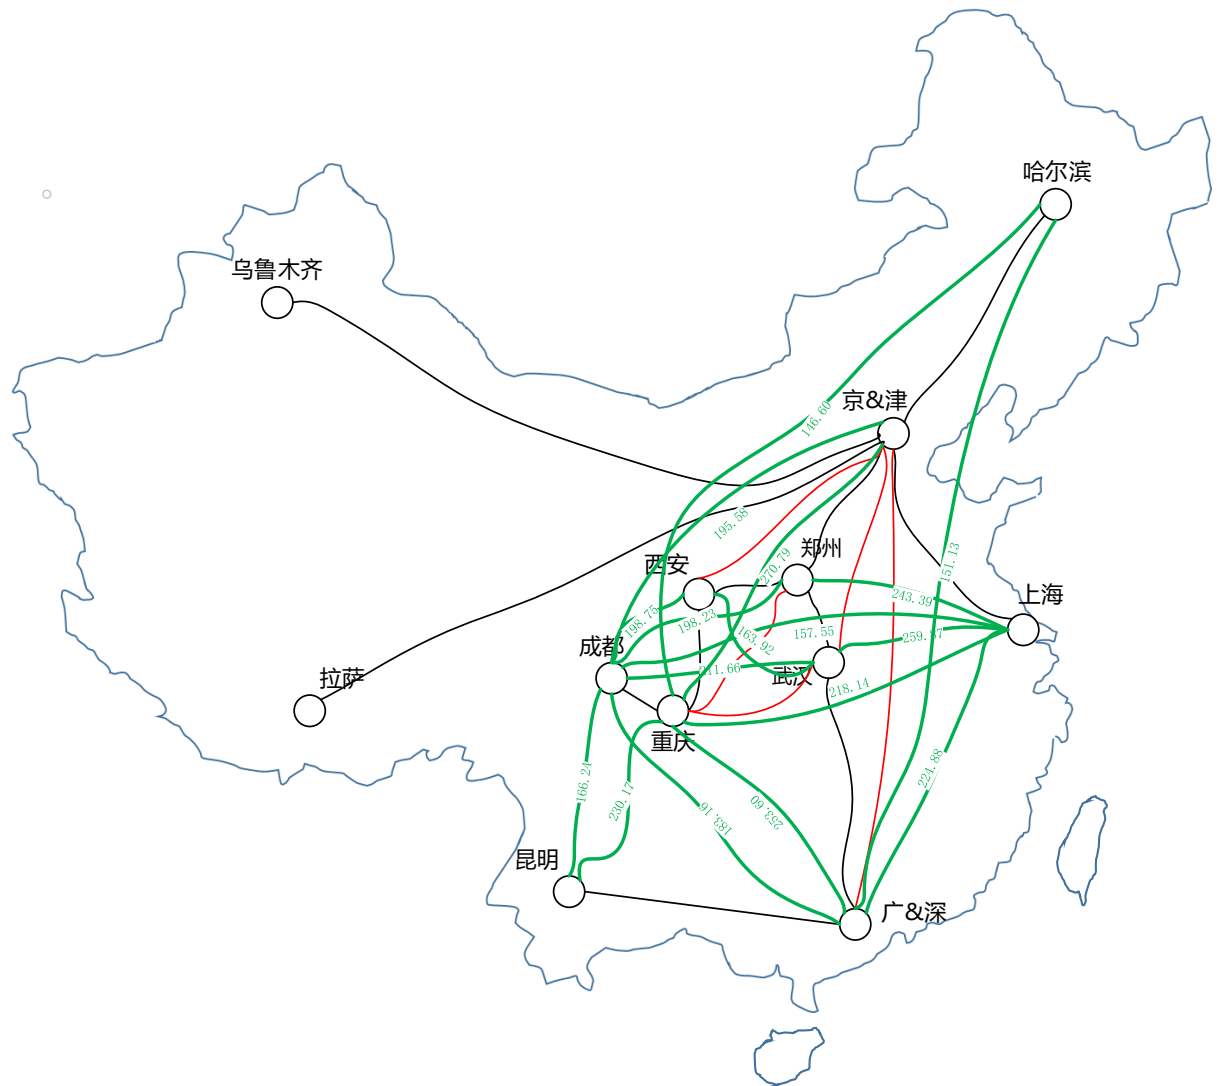 哈尔滨
乌鲁木齐
京&津
146.60
195.58
郑州
西安
270.79
151.13
243.39
上海
198.75
198.23
163.92
157.55
成都
211.66
武汉
拉萨
218.14
重庆
166.24
230.17
183.16
253.60
224.88
昆明
广&深